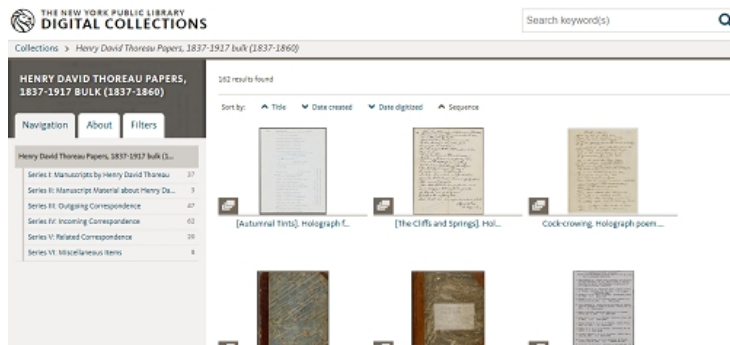 THE NEW YORK PUBLIC LIBRARY
DIGITAL COLLECTIONS
Search keyword(s)
Collections > Henry David Thoreau Papers, 1837-1917 bulk (1837-1860)
HENRY DAVID THOREAU PAPERS,
1837-1917 BULK (1837-1860)
162 results found
Sort by: Title Date created Date digitized Sequence
Navigation About Filters
Henry David Thoreau Papers, 1837-1917 bulk (1...
Series I: Manuscripts by Henry David Thoreau 37
Series II: Manuscript Material about Henry Da... 3
Series III: Outgoing Correspondence 47
Series IV: Incoming Correspondence 62
Series V: Related Correspondence
Series VI: Miscellaneous Items
[Autumnal Tints]. Holograph f...
[The Cliffs and Springs]. Hol...
Cock-crowing. Holograph poem...